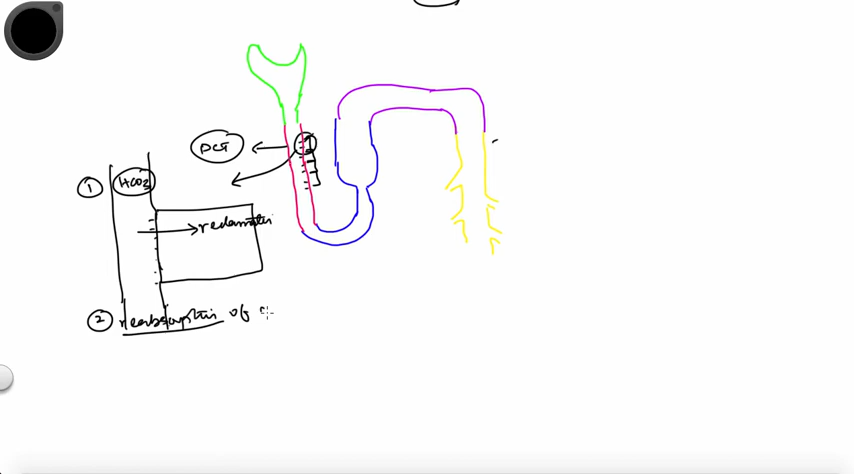 PCT
① HCO3
reclamation
② reabsorption of